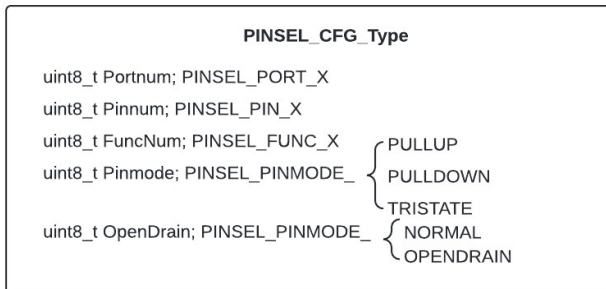 PINSEL_CFG_Type
uint8_t Portnum; PINSEL_PORT_X
uint8_t Pinnum; PINSEL_PIN_X
uint8_t FuncNum; PINSEL_FUNC_X
PULLUP
uint8_t Pinmode; PINSEL_PINMODE_
PULLDOWN
TRISTATE
uint8_t OpenDrain; PINSEL_PINMODE_
NORMAL
OPENDRAIN